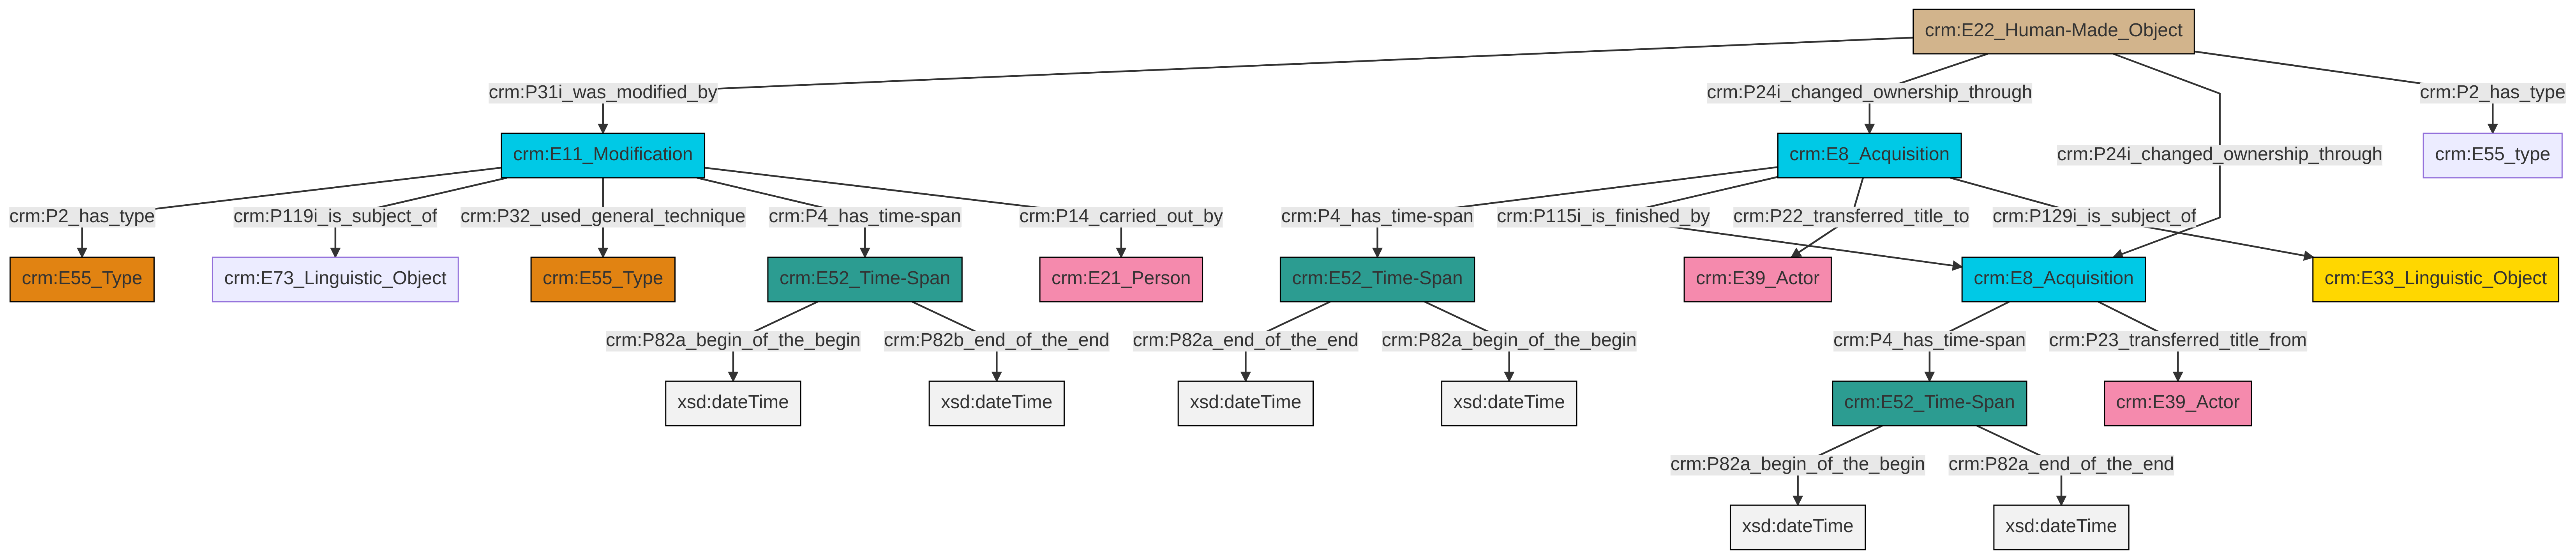 crm:E22_Human-Made_Object
crm:P31i_was_modified_by
crm:P24i_changed_ownership_through
crm:P2_has_type
crm:E11_Modification
crm:E8_Acquisition
crm:P24i_changed_ownership_through
crm:E55_type
crm:P2_has_type
crm:P119i_is_subject_of
crm:P32_used_general_technique
crm:P4_has_time-span
crm:P14_carried_out_by
crm:P4_has_time-span
crm:P115i_is_finished_by
crm:P22_transferred_title_to
crm:P129i_is_subject_of
crm:E55_Type
crm:E73_Linguistic_Object
crm:E55_Type
crm:E52_Time-Span
crm:E21_Person
crm:E52_Time-Span
crm:E39_Actor
crm:E8_Acquisition
crm:E33_Linguistic_Object
crm:P82a_begin_of_the_begin
crm:P82b_end_of_the_end
crm:P82a_end_of_the_end
crm:P82a_begin_of_the_begin
crm:P4_has_time-span
crm:P23_transferred_title_from
xsd:dateTime
xsd:dateTime
xsd:dateTime
xsd:dateTime
crm:E52_Time-Span
crm:E39_Actor
crm:P82a_begin_of_the_begin
crm:P82a_end_of_the_end
xsd:dateTime
xsd:dateTime